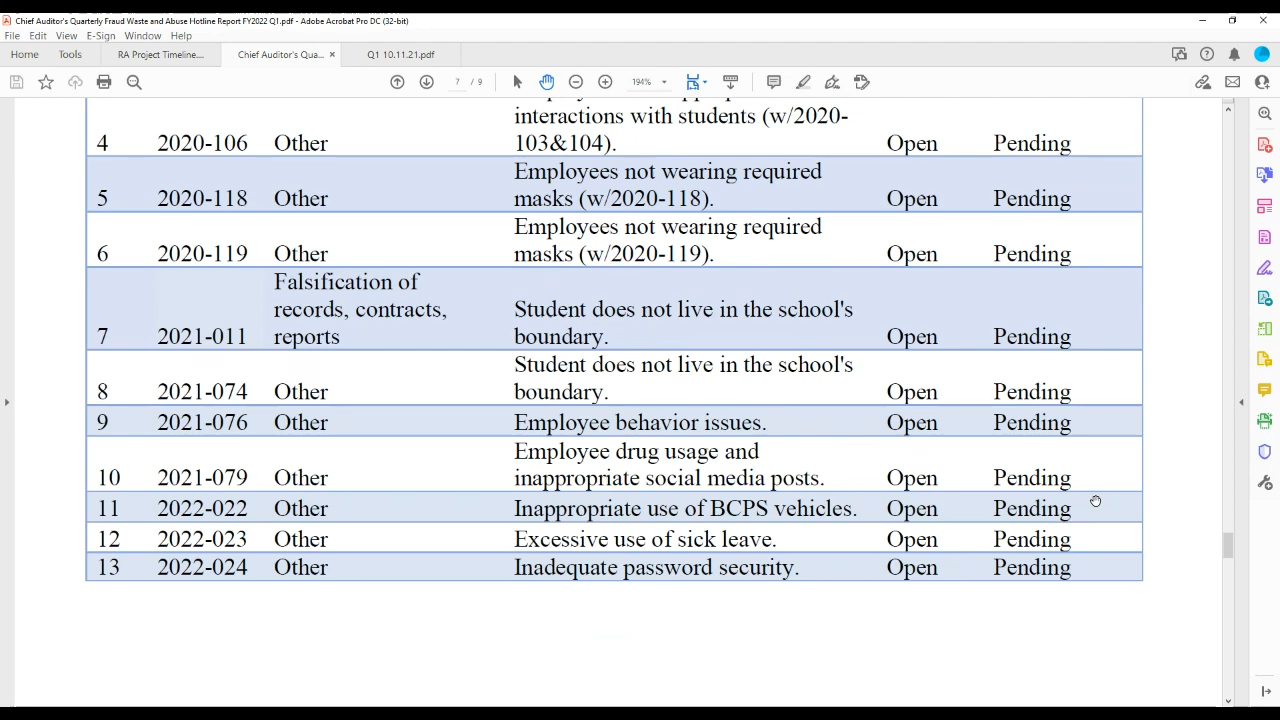 Chief Auditor's Quarterly Fraud Waste and Abuse Hotline Report FY2022 Q1.pdf - Adobe Acrobat Pro DC (32-bit)
File Edit View E-Sign Window Help
Home Tools RA Project Timeline.... Chief Auditor's Qua... × Q1 10.11.21.pdf
7 / 9 194%
interactions with students (w/2020-
4 2020-106 Other 103&104). Open Pending
Employees not wearing required
5 2020-118 Other masks (w/2020-118). Open Pending
Employees not wearing required
6 2020-119 Other masks (w/2020-119). Open Pending
Falsification of
records, contracts, Student does not live in the school's
7 2021-011 reports boundary. Open Pending
Student does not live in the school's
8 2021-074 Other boundary. Open Pending
9 2021-076 Other Employee behavior issues. Open Pending
Employee drug usage and
10 2021-079 Other inappropriate social media posts. Open Pending
11 2022-022 Other Inappropriate use of BCPS vehicles. Open Pending
12 2022-023 Other Excessive use of sick leave. Open Pending
13 2022-024 Other Inadequate password security. Open Pending